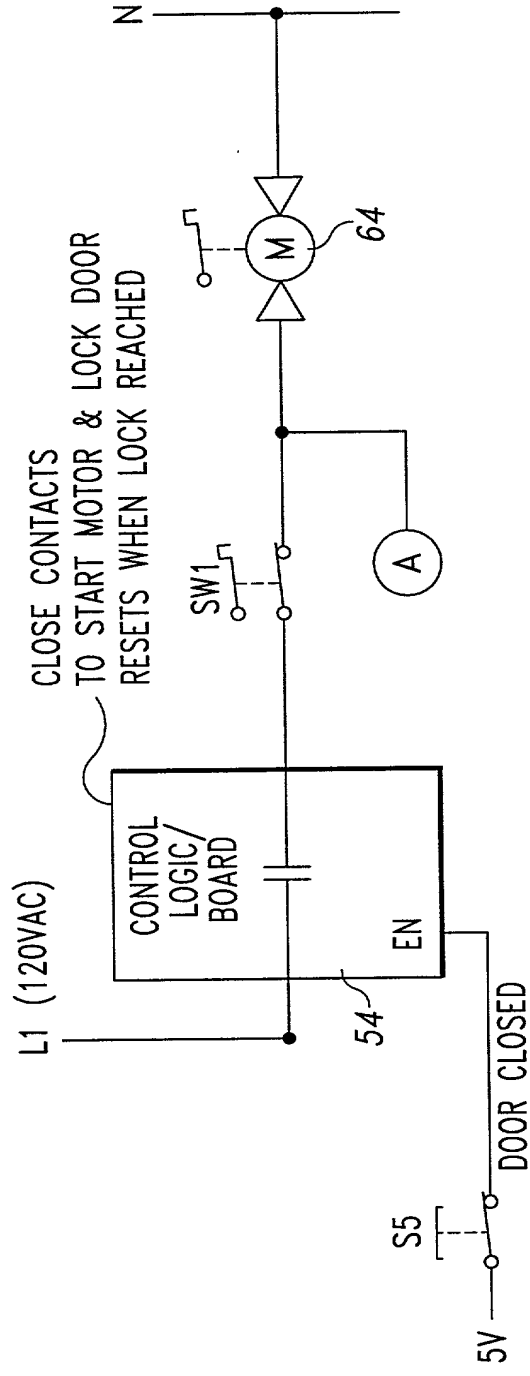 L1 (120VAC)
CLOSE CONTACTS
TO START MOTOR & LOCK DOOR
RESETS WHEN LOCK REACHED
N
CONTROL
LOGIC/
BOARD
EN
54
SW1
A
M
64
S5
5V
DOOR CLOSED